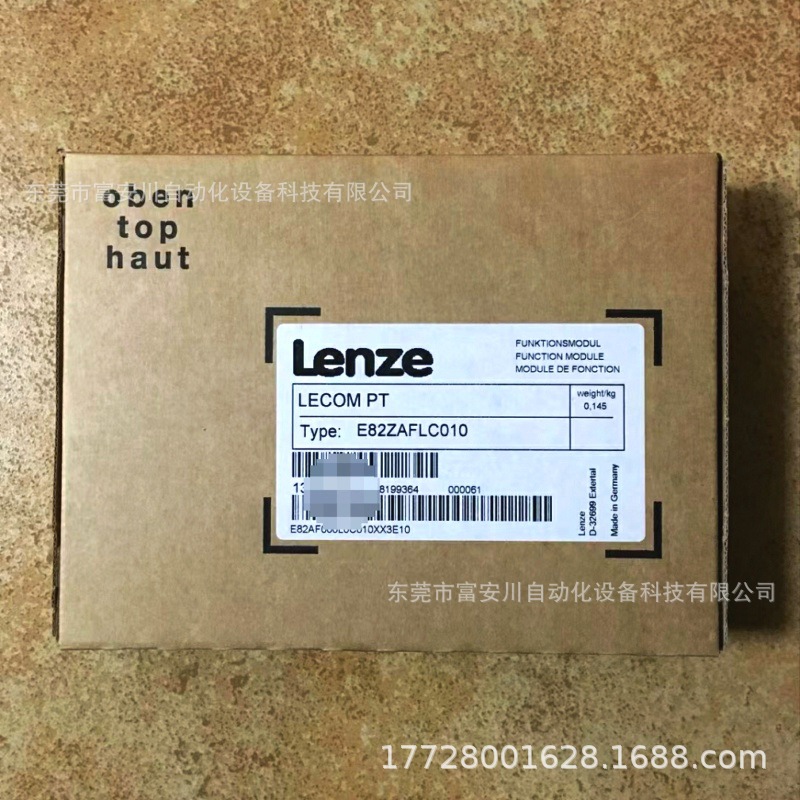 东莞市富安川自动化设备科技有限公司
oben
top
haut
Lenze
FUNKTIONSMODUL
FUNCTION MODULE
MODULE DE FONCTION
LECOM PT
weight/kg
0,145
Type: E82ZAFLC010
13
8199364
000061
E82AF000L0C010XX3E10
Lenze
D-32699 Extertal
Made in Germany
东莞市富安川自动化设备科技有限公司
17728001628.1688.com